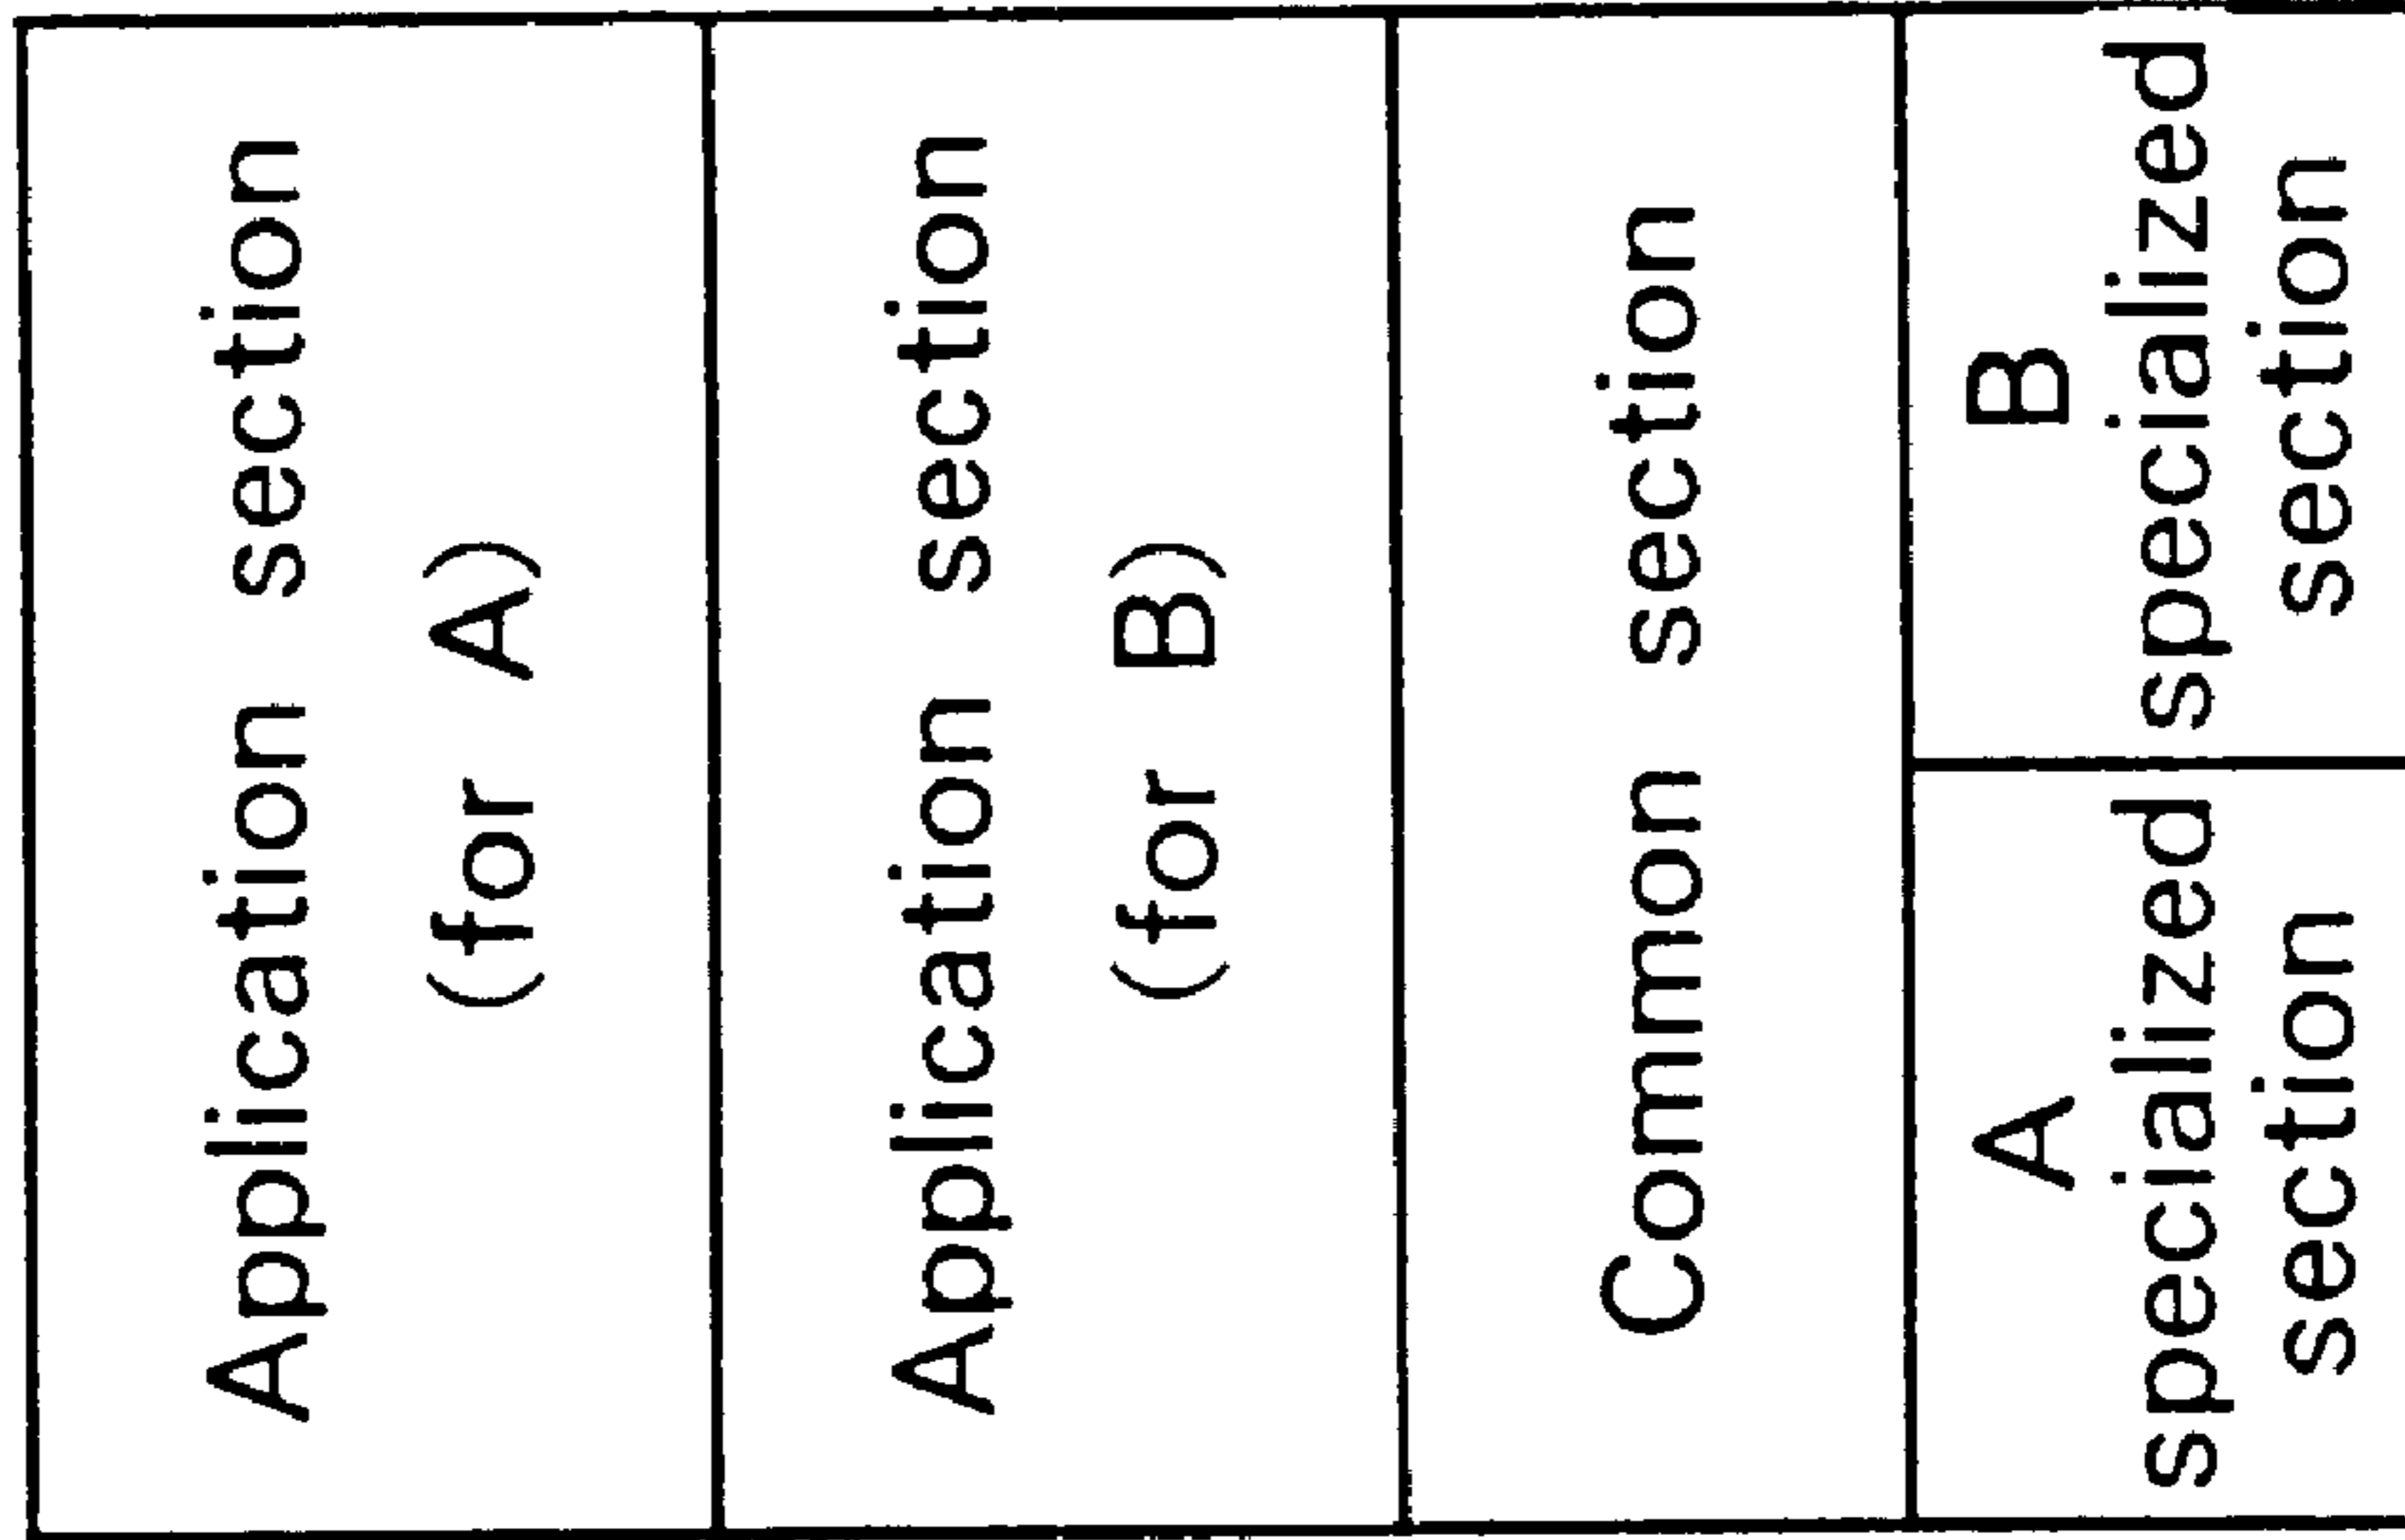 Application section
(for A)
Application section
(for B)
Common section
A
specialized
section
B
specialized
section